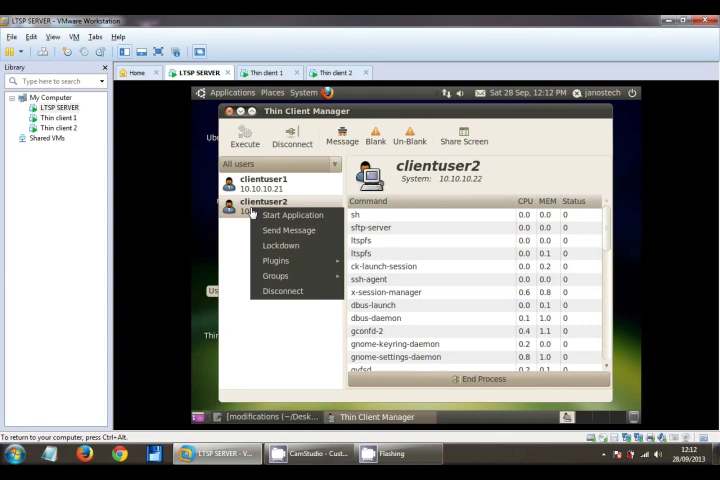 LTSP SERVER - VMware Workstation
File Edit View VM Tabs Help
Library
Type here to search
My Computer
LTSP SERVER
Thin client 1
Thin client 2
Shared VMs
Home
LTSP SERVER
Thin client 1
Thin client 2
Applications Places System
Sat 28 Sep, 12:12 PM
janostech
Thin Client Manager
Execute
Disconnect
Message
Blank
Un-Blank
Share Screen
All users
clientuser1
10.10.10.21
clientuser2
Start Application
Send Message
Lockdown
Plugins
Groups
Disconnect
clientuser2
System: 10.10.10.22
Command CPU MEM Status
sh 0.0 0.0 0
sftp-server 0.0 0.0 0
ltspfs 0.0 0.0 0
ltspfs 0.0 0.1 0
ck-launch-session 0.0 0.2 0
ssh-agent 0.0 0.0 0
x-session-manager 0.6 0.8 0
dbus-launch 0.0 0.1 0
dbus-daemon 0.1 1.0 0
gconfd-2 0.4 1.1 0
gnome-keyring-daemon 0.2 0.0 0
gnome-settings-daemon 0.8 1.0 0
gvfsd 0.2 0.1 0
End Process
Ubu
Us
Thir
[modifications (~/Desk...
Thin Client Manager
To return to your computer, press Ctrl+Alt.
LTSP SERVER - V...
CamStudio - Cust...
Flashing
12:12
28/09/2013